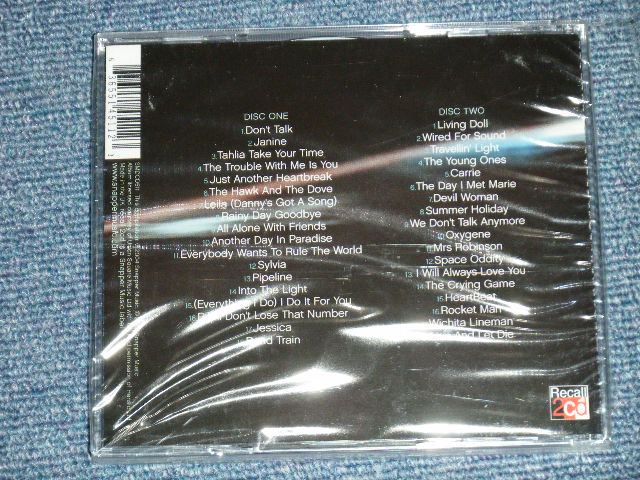 DISC ONE
1. Don't Talk
2. Janine
3. Tahlia Take Your Time
4. The Trouble With Me Is You
5. Just Another Heartbreak
6. The Hawk And The Dove
7. Leila (Danny's Got A Song)
8. Rainy Day Goodbye
9. All Alone With Friends
10. Another Day In Paradise
11. Everybody Wants To Rule The World
12. Sylvia
13. Pipeline
14. Into The Light
15. (Everything I Do) I Do It For You
16. Don't Lose That Number
17. Jessica
Train
DISC TWO
1. Living Doll
2. Wired For Sound
Travellin' Light
4. The Young Ones
5. Carrie
6. The Day I Met Marie
7. Devil Woman
8. Summer Holiday
9. We Don't Talk Anymore
10. Oxygene
11. Mrs Robinson
12. Space Oddity
13. I Will Always Love You
14. The Crying Game
15. HeartBeat
16. Rocket Man
Wichita Lineman
And Let Die
Recall
2cd